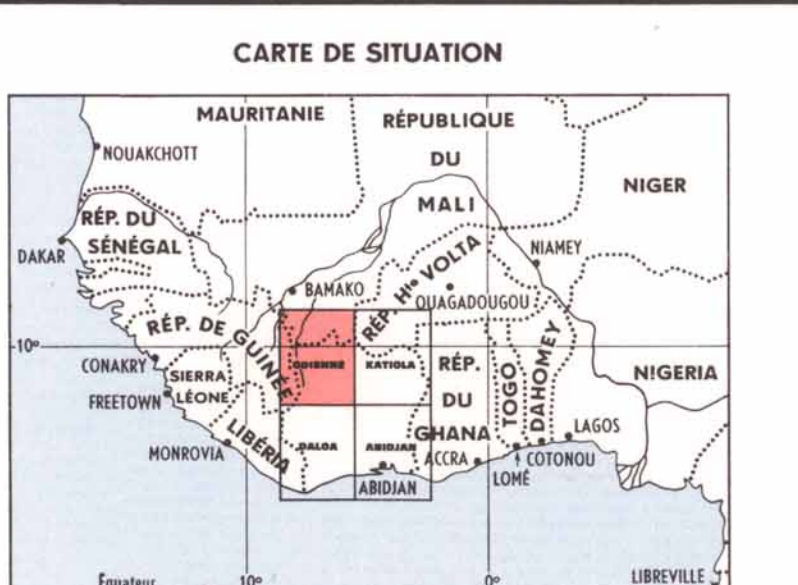 CARTE DE SITUATION
MAURITANIE
RÉPUBLIQUE
DU
MALI
NOUAKCHOTT
NIGER
RÉP. DU
SÉNÉGAL
DAKAR
NIAMEY
BAMAKO
RÉP. Hte VOLTA
OUAGADOUGOU
RÉP. DE GUINÉE
10°
CONAKRY
ODIENNÉ
KATIOLA
RÉP.
DU
GHANA
TOGO
DAHOMEY
NIGERIA
SIERRA
LÉONE
FREETOWN
LIBÉRIA
MONROVIA
DALOA
ABIDJAN
ABIDJAN
ACCRA
LOMÉ
COTONOU
LAGOS
Équateur
10°
0°
LIBREVILLE